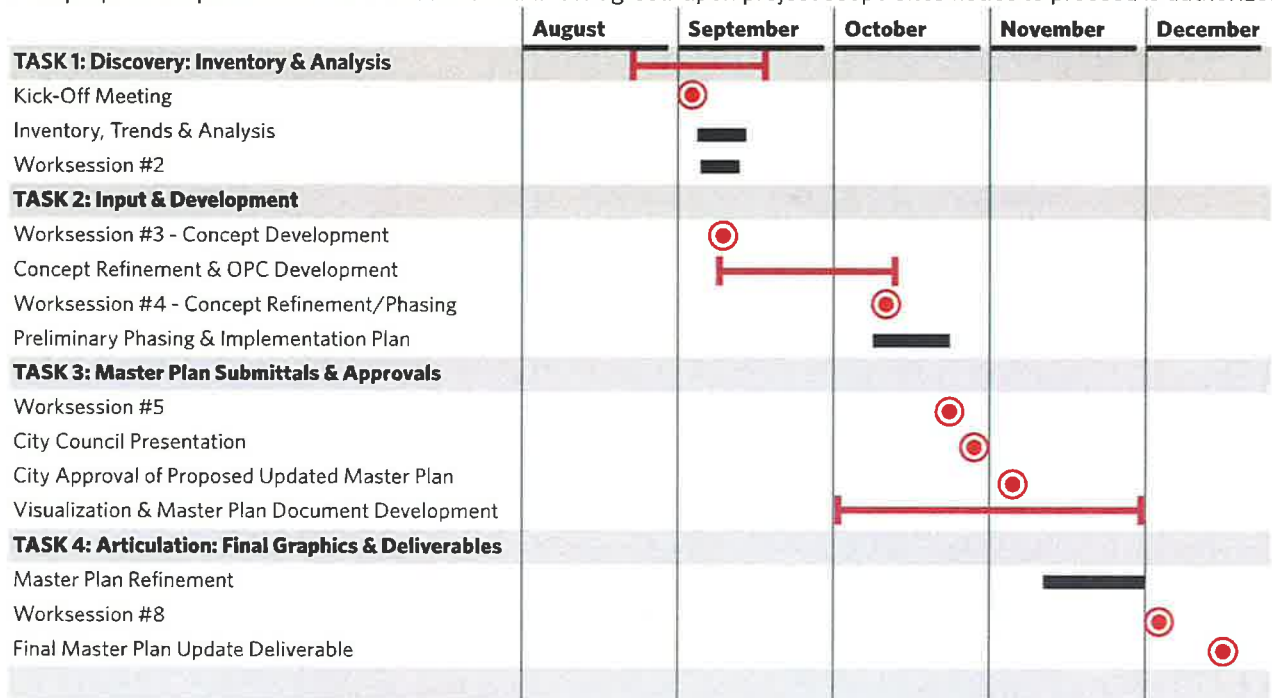 August September October November December
TASK 1: Discovery: Inventory & Analysis
Kick-Off Meeting
Inventory, Trends & Analysis
Worksession #2
TASK 2: Input & Development
Worksession #3 - Concept Development
Concept Refinement & OPC Development
Worksession #4 - Concept Refinement/Phasing
Preliminary Phasing & Implementation Plan
TASK 3: Master Plan Submittals & Approvals
Worksession #5
City Council Presentation
City Approval of Proposed Updated Master Plan
Visualization & Master Plan Document Development
TASK 4: Articulation: Final Graphics & Deliverables
Master Plan Refinement
Worksession #8
Final Master Plan Update Deliverable